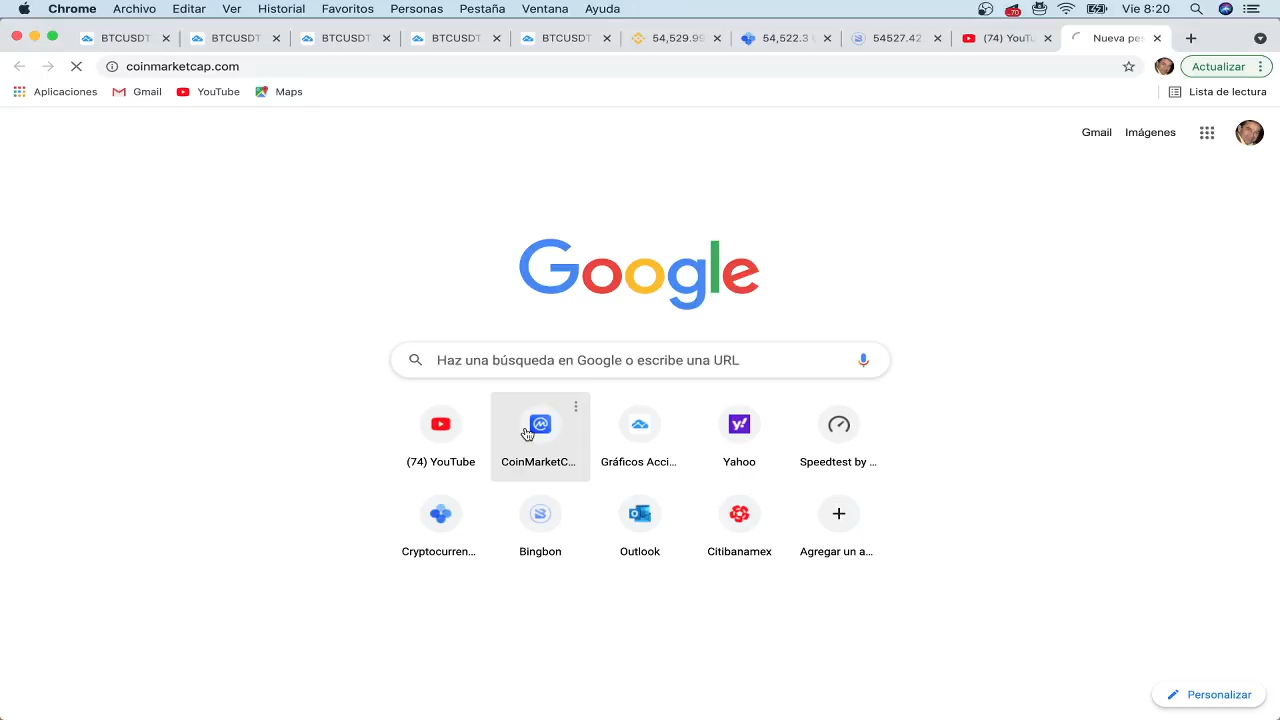 Chrome Archivo Editar Ver Historial Favoritos Personas Pestaña Ventana Ayuda .70 Vie 8:20
BTCUSDT BTCUSDT BTCUSDT BTCUSDT BTCUSDT 54,529.99 54,522.3 54527.42 (74) YouTu Nueva pes
coinmarketcap.com Actualizar
Aplicaciones Gmail YouTube Maps Lista de lectura
Gmail Imágenes
Google
Haz una búsqueda en Google o escribe una URL
(74) YouTube CoinMarketC... Gráficos Acci... Yahoo Speedtest by ...
Cryptocurren... Bingbon Outlook Citibanamex Agregar un a...
Personalizar